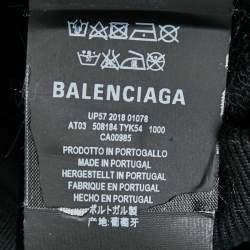 BALENCIAGA
UP57 2018 01078
AT03 508184 TYK54 1000
CA00985
PRODOTTO IN PORTOGALLO
MADE IN PORTUGAL
HERGESTELLT IN PORTUGAL
FABRIQUE EN PORTUGAL
HECHO EN PORTUGAL
ポルトガル製
产地:葡萄牙